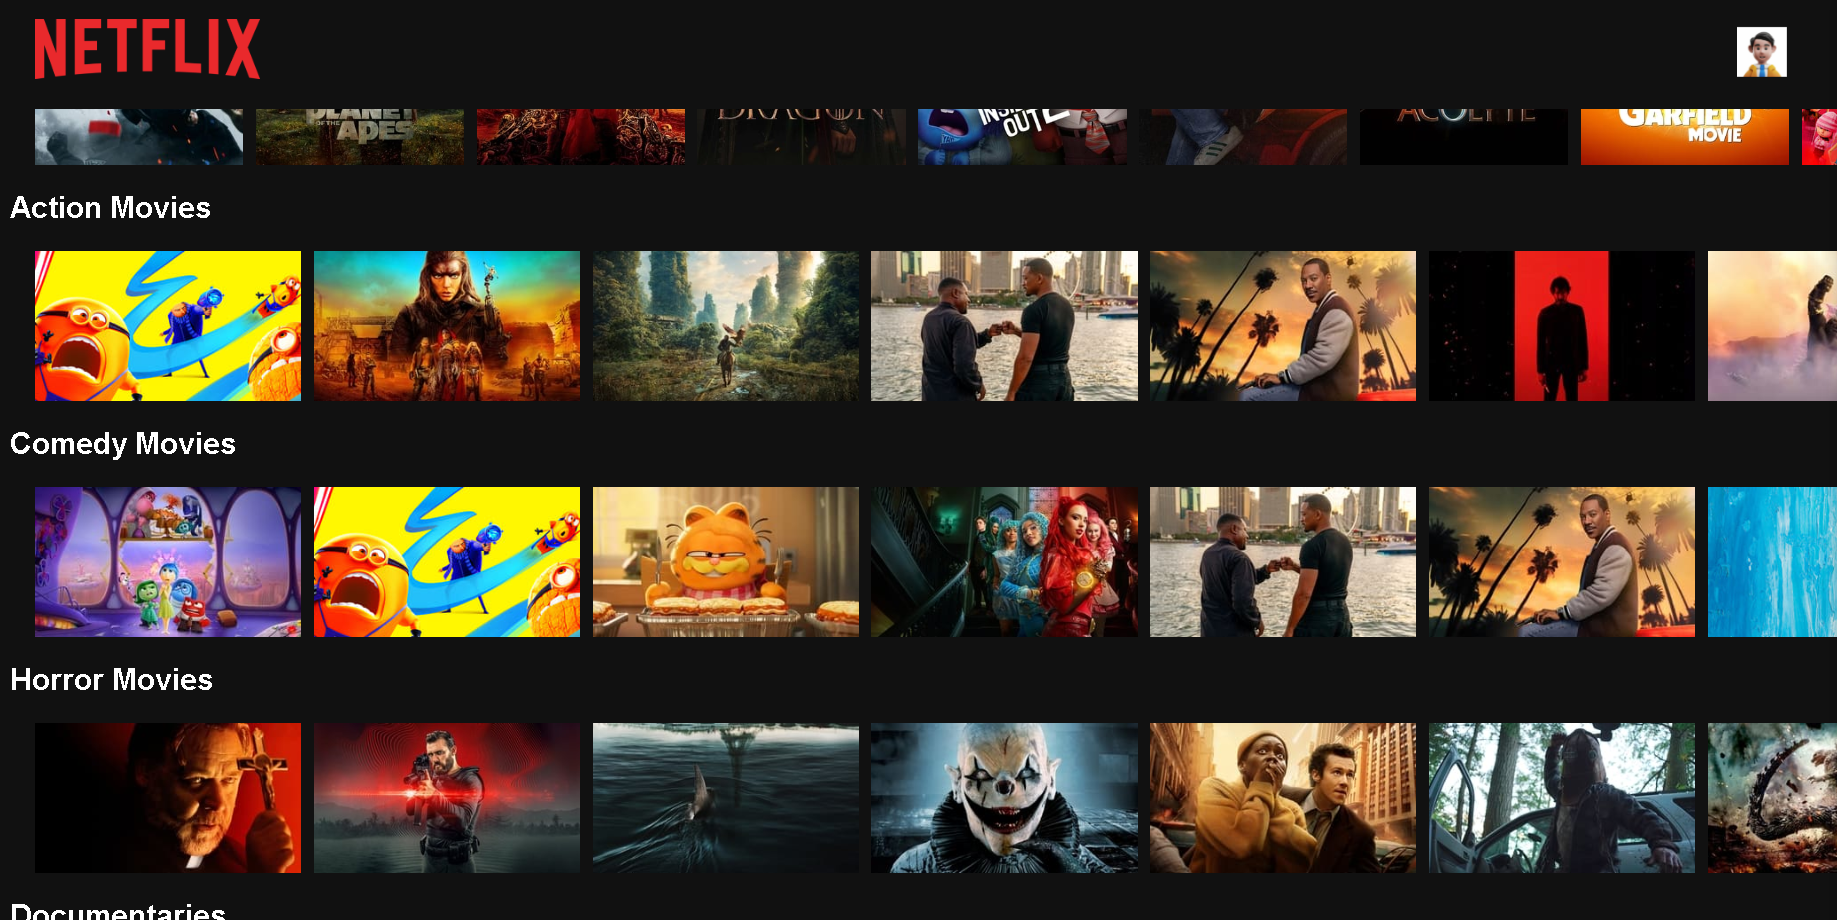 NETFLIX
PLANET
OF THE
APES
DRAGON
INSIDE
OUT 2
ACOLYTE
GARFIELD
MOVIE
Action Movies
Comedy Movies
Horror Movies
Documentaries